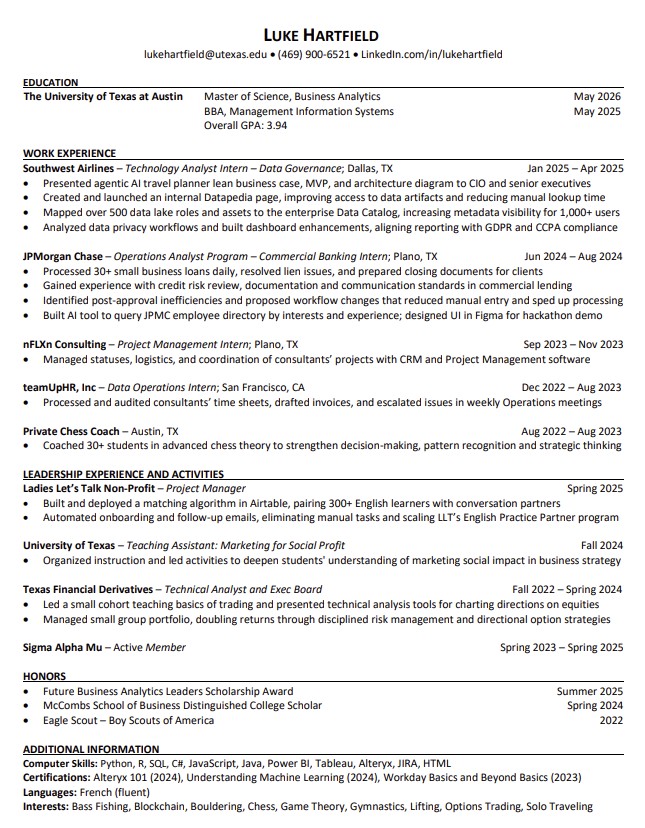 LUKE HARTFIELD
lukehartfield@utexas.edu • (469) 900-6521 • LinkedIn.com/in/lukehartfield
EDUCATION
The University of Texas at Austin Master of Science, Business Analytics May 2026
BBA, Management Information Systems May 2025
Overall GPA: 3.94
WORK EXPERIENCE
Southwest Airlines – Technology Analyst Intern – Data Governance; Dallas, TX Jan 2025 – Apr 2025
• Presented agentic AI travel planner lean business case, MVP, and architecture diagram to CIO and senior executives
• Created and launched an internal Datapedia page, improving access to data artifacts and reducing manual lookup time
• Mapped over 500 data lake roles and assets to the enterprise Data Catalog, increasing metadata visibility for 1,000+ users
• Analyzed data privacy workflows and built dashboard enhancements, aligning reporting with GDPR and CCPA compliance
JPMorgan Chase – Operations Analyst Program – Commercial Banking Intern; Plano, TX Jun 2024 – Aug 2024
• Processed 30+ small business loans daily, resolved lien issues, and prepared closing documents for clients
• Gained experience with credit risk review, documentation and communication standards in commercial lending
• Identified post-approval inefficiencies and proposed workflow changes that reduced manual entry and sped up processing
• Built AI tool to query JPMC employee directory by interests and experience; designed UI in Figma for hackathon demo
nFLXn Consulting – Project Management Intern; Plano, TX Sep 2023 – Nov 2023
• Managed statuses, logistics, and coordination of consultants' projects with CRM and Project Management software
teamUpHR, Inc – Data Operations Intern; San Francisco, CA Dec 2022 – Aug 2023
• Processed and audited consultants' time sheets, drafted invoices, and escalated issues in weekly Operations meetings
Private Chess Coach – Austin, TX Aug 2022 – Aug 2023
• Coached 30+ students in advanced chess theory to strengthen decision-making, pattern recognition and strategic thinking
LEADERSHIP EXPERIENCE AND ACTIVITIES
Ladies Let's Talk Non-Profit – Project Manager Spring 2025
• Built and deployed a matching algorithm in Airtable, pairing 300+ English learners with conversation partners
• Automated onboarding and follow-up emails, eliminating manual tasks and scaling LLT's English Practice Partner program
University of Texas – Teaching Assistant: Marketing for Social Profit Fall 2024
• Organized instruction and led activities to deepen students' understanding of marketing social impact in business strategy
Texas Financial Derivatives – Technical Analyst and Exec Board Fall 2022 – Spring 2024
• Led a small cohort teaching basics of trading and presented technical analysis tools for charting directions on equities
• Managed small group portfolio, doubling returns through disciplined risk management and directional option strategies
Sigma Alpha Mu – Active Member Spring 2023 – Spring 2025
HONORS
• Future Business Analytics Leaders Scholarship Award Summer 2025
• McCombs School of Business Distinguished College Scholar Spring 2024
• Eagle Scout – Boy Scouts of America 2022
ADDITIONAL INFORMATION
Computer Skills: Python, R, SQL, C#, JavaScript, Java, Power BI, Tableau, Alteryx, JIRA, HTML
Certifications: Alteryx 101 (2024), Understanding Machine Learning (2024), Workday Basics and Beyond Basics (2023)
Languages: French (fluent)
Interests: Bass Fishing, Blockchain, Bouldering, Chess, Game Theory, Gymnastics, Lifting, Options Trading, Solo Traveling